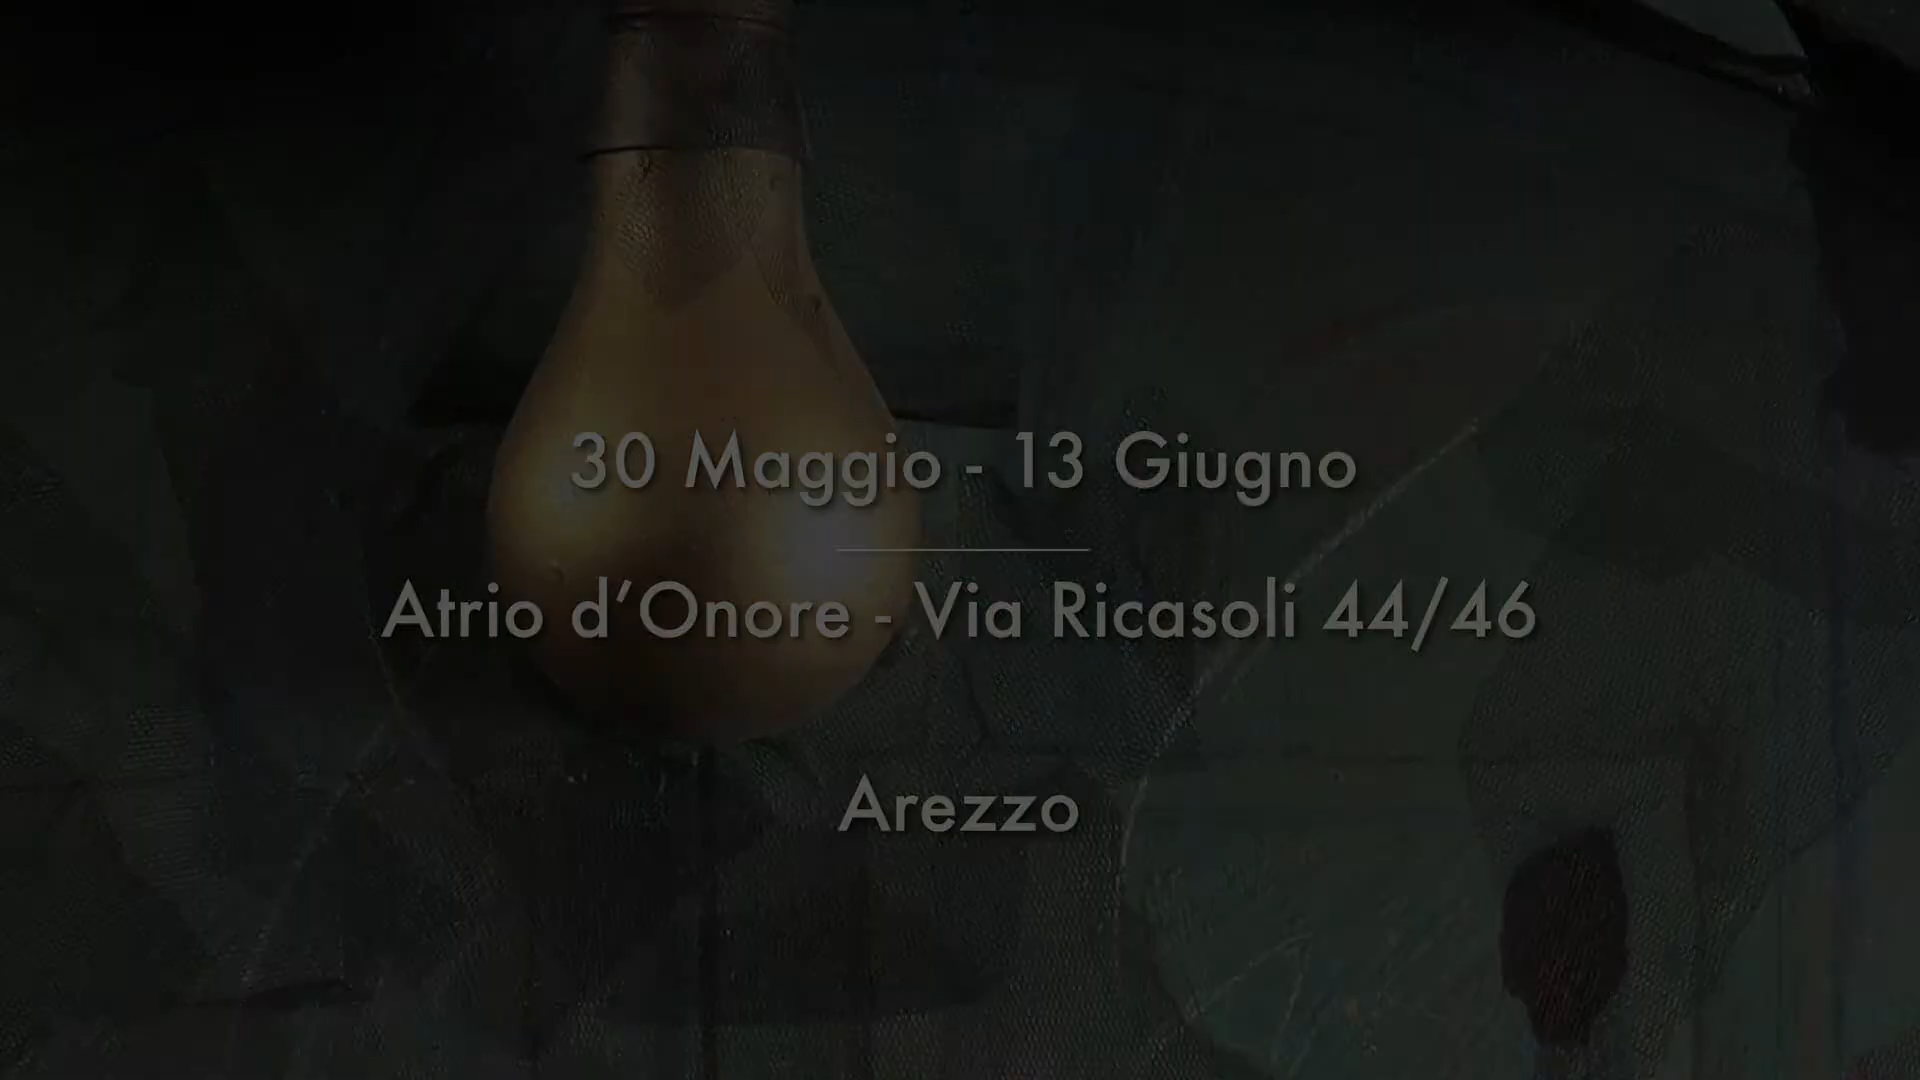 30 Maggio - 13 Giugno
Atrio d’Onore - Via Ricasoli 44/46
Arezzo